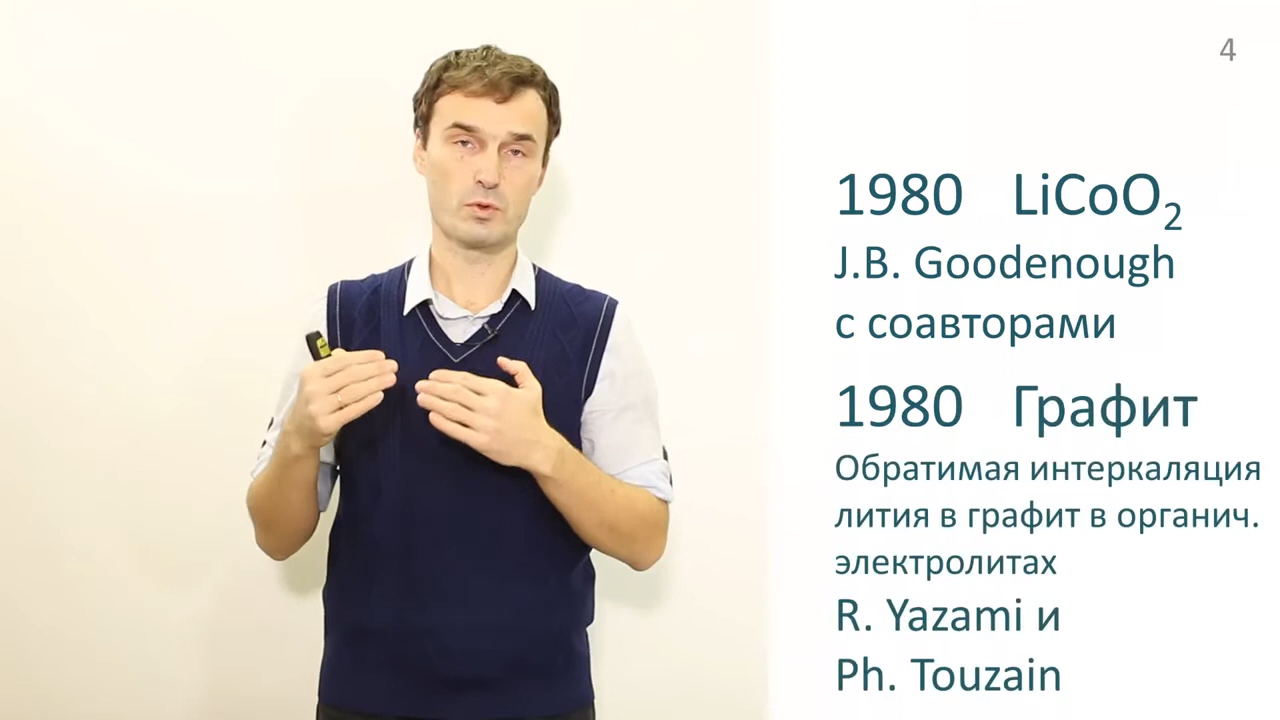 4
1980 LiCoO₂
J.B. Goodenough
с соавторами
1980 Графит
Обратимая интеркаляция
лития в графит в органич.
электролитах
R. Yazami и
Ph. Touzain